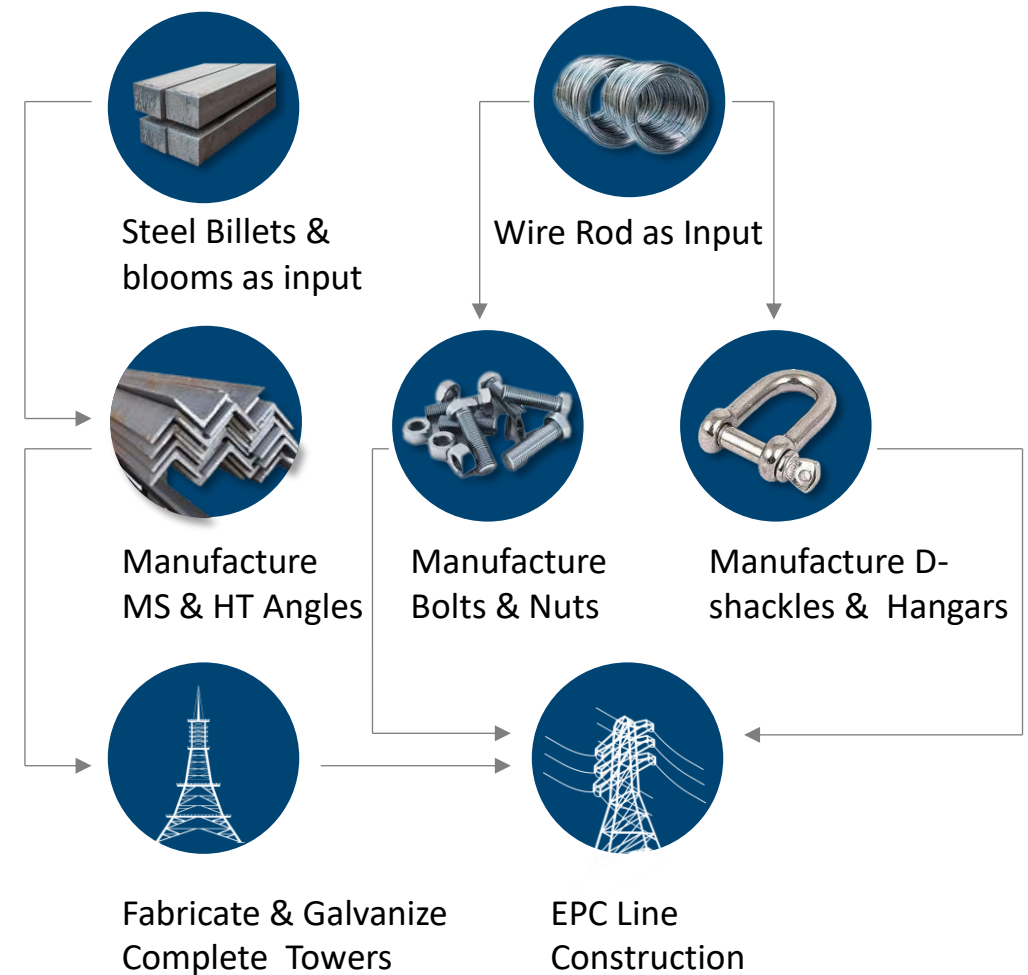 Steel Billets &
blooms as input
Wire Rod as Input
Manufacture
MS & HT Angles
Manufacture
Bolts & Nuts
Manufacture D-
shackles & Hangars
Fabricate & Galvanize
Complete Towers
EPC Line
Construction